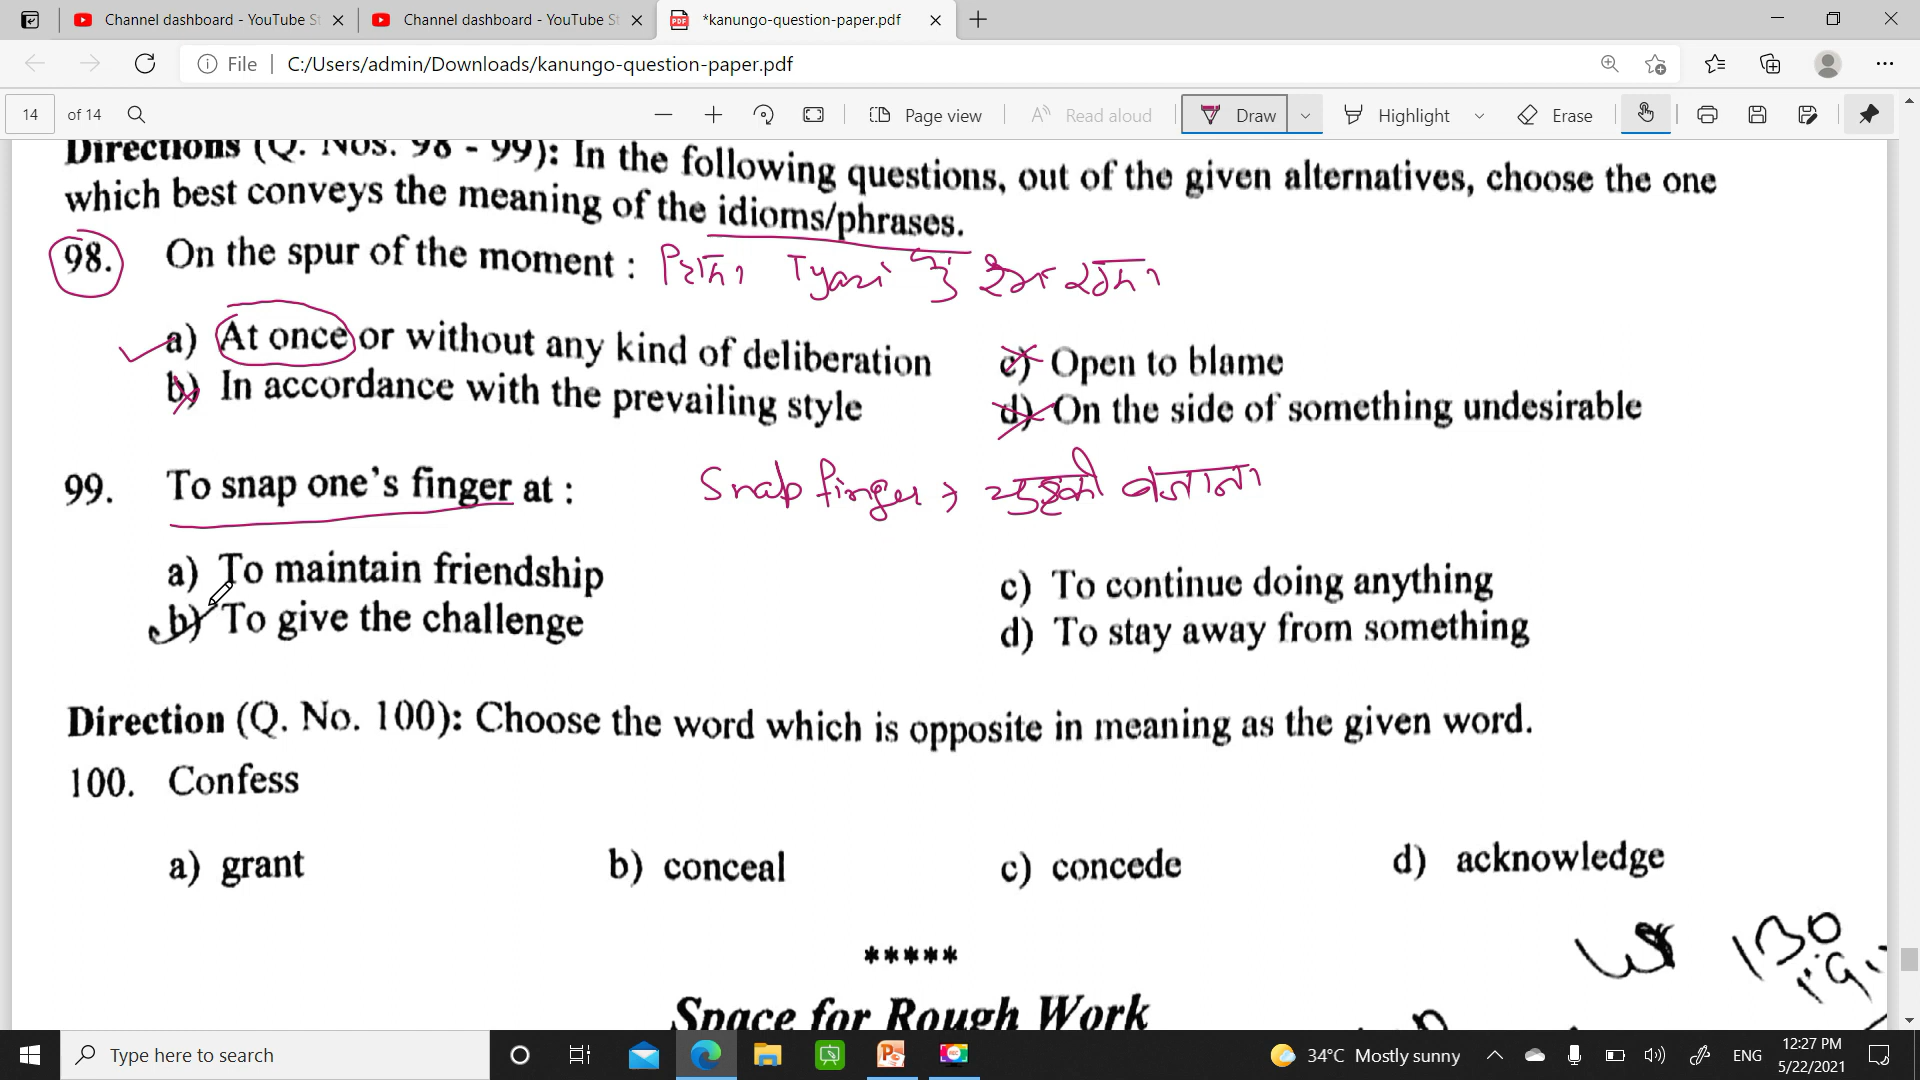 Channel dashboard - YouTube St
Channel dashboard - YouTube St
*kanungo-question-paper.pdf
File
C:/Users/admin/Downloads/kanungo-question-paper.pdf
14 of 14
Page view
Read aloud
Draw
Highlight
Erase
Directions (Q. Nos. 98 - 99): In the following questions, out of the given alternatives, choose the one
which best conveys the meaning of the idioms/phrases.
98. On the spur of the moment :
a) At once or without any kind of deliberation
c) Open to blame
b) In accordance with the prevailing style
d) On the side of something undesirable
99. To snap one's finger at : Snap finger → चुटकी बजाना
a) To maintain friendship
c) To continue doing anything
b) To give the challenge
d) To stay away from something
Direction (Q. No. 100): Choose the word which is opposite in meaning as the given word.
100. Confess
a) grant b) conceal c) concede d) acknowledge
*****
130
Space for Rough Work
Type here to search
34°C Mostly sunny
ENG
12:27 PM
5/22/2021